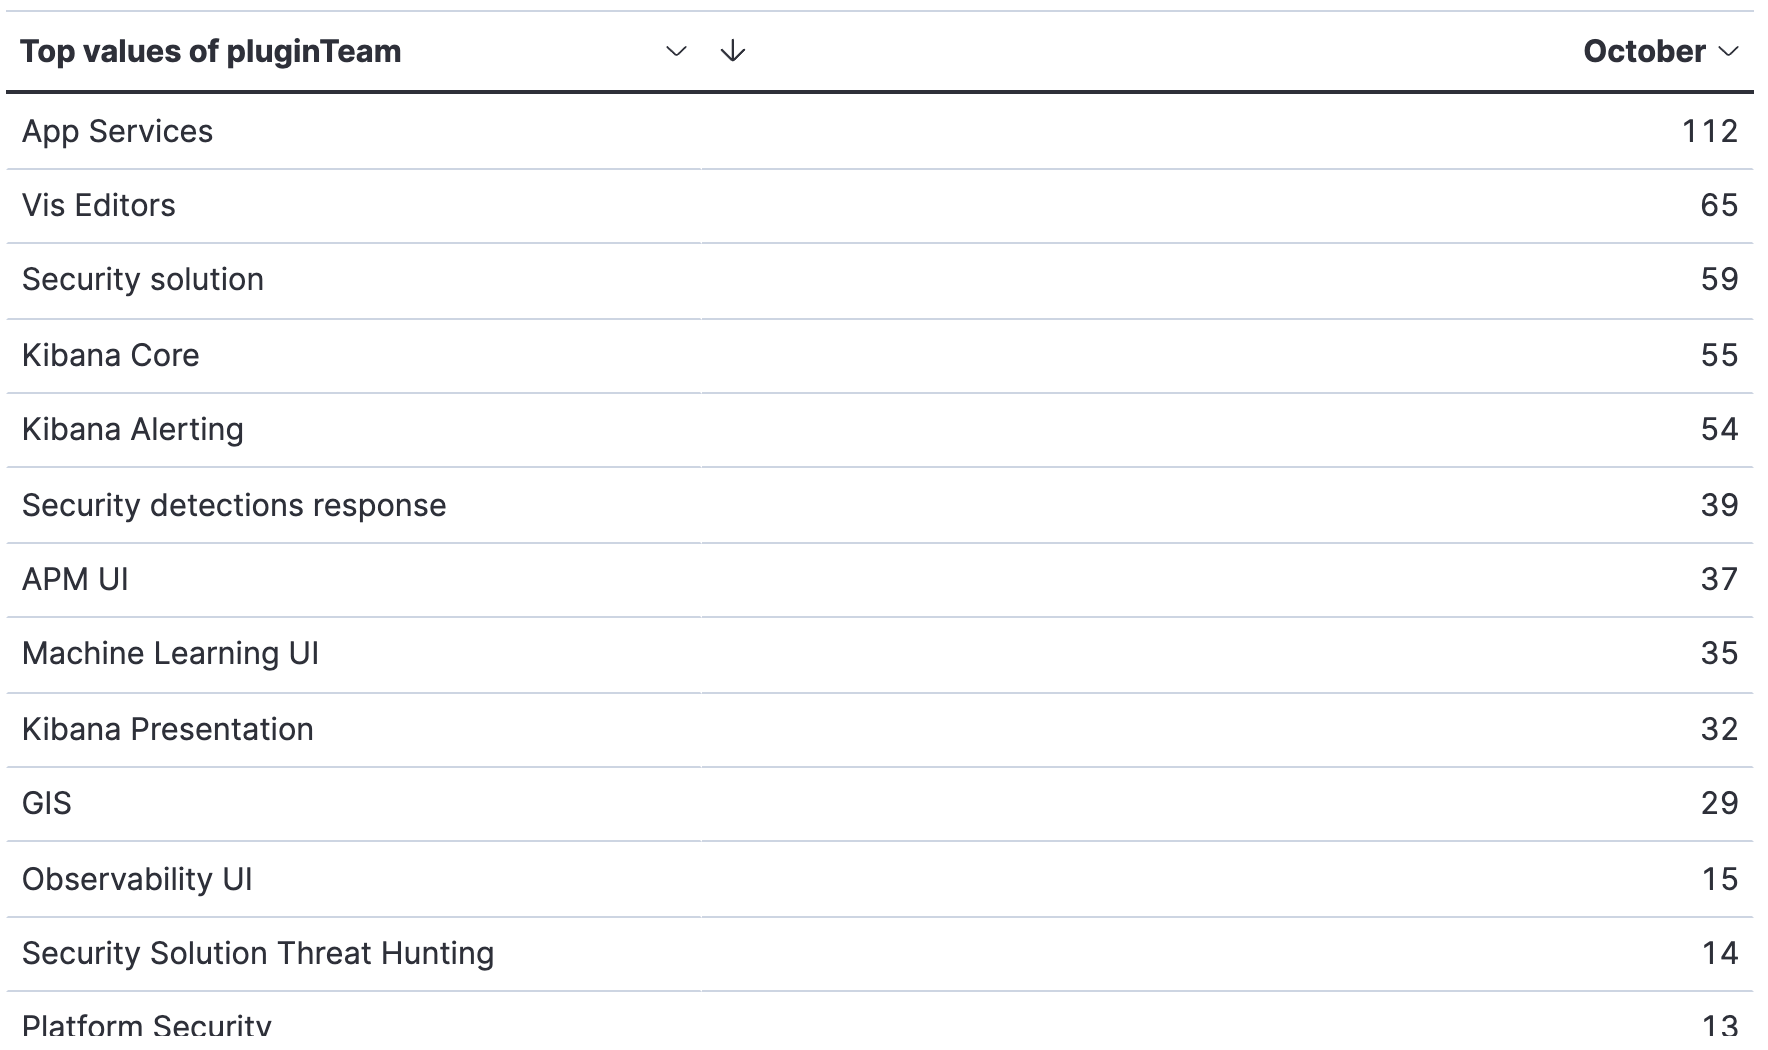 Top values of pluginTeam October
App Services 112
Vis Editors 65
Security solution 59
Kibana Core 55
Kibana Alerting 54
Security detections response 39
APM UI 37
Machine Learning UI 35
Kibana Presentation 32
GIS 29
Observability UI 15
Security Solution Threat Hunting 14
Platform Security 13